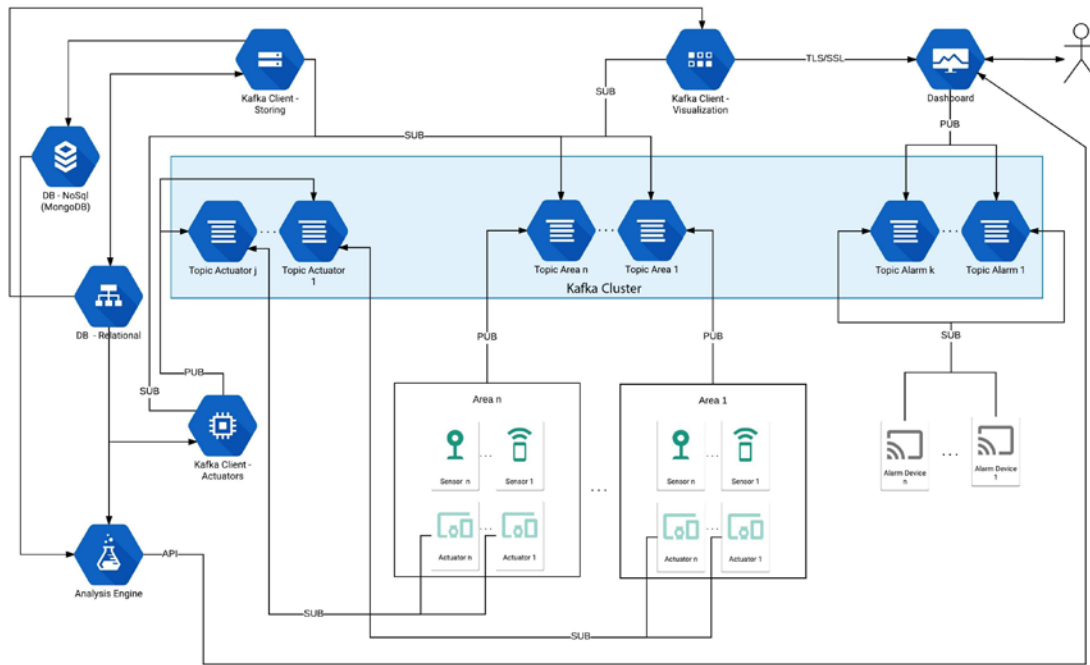 Kafka Client -
Storing
Kafka Client -
Visualization
TLS/SSL
Dashboard
SUB
SUB
PUB
DB - NoSql
(MongoDB)
Topic Actuator j
...
Topic Actuator
1
Topic Area n
...
Topic Area 1
Topic Alarm k
...
Topic Alarm 1
Kafka Cluster
DB - Relational
PUB
PUB
SUB
PUB
SUB
Area n
Area 1
Kafka Client -
Actuators
Sensor n
...
Sensor 1
Sensor n
...
Sensor 1
Alarm Device
n
...
Alarm Device
1
...
Actuator n
...
Actuator 1
Actuator n
...
Actuator 1
API
Analysis Engine
SUB
SUB